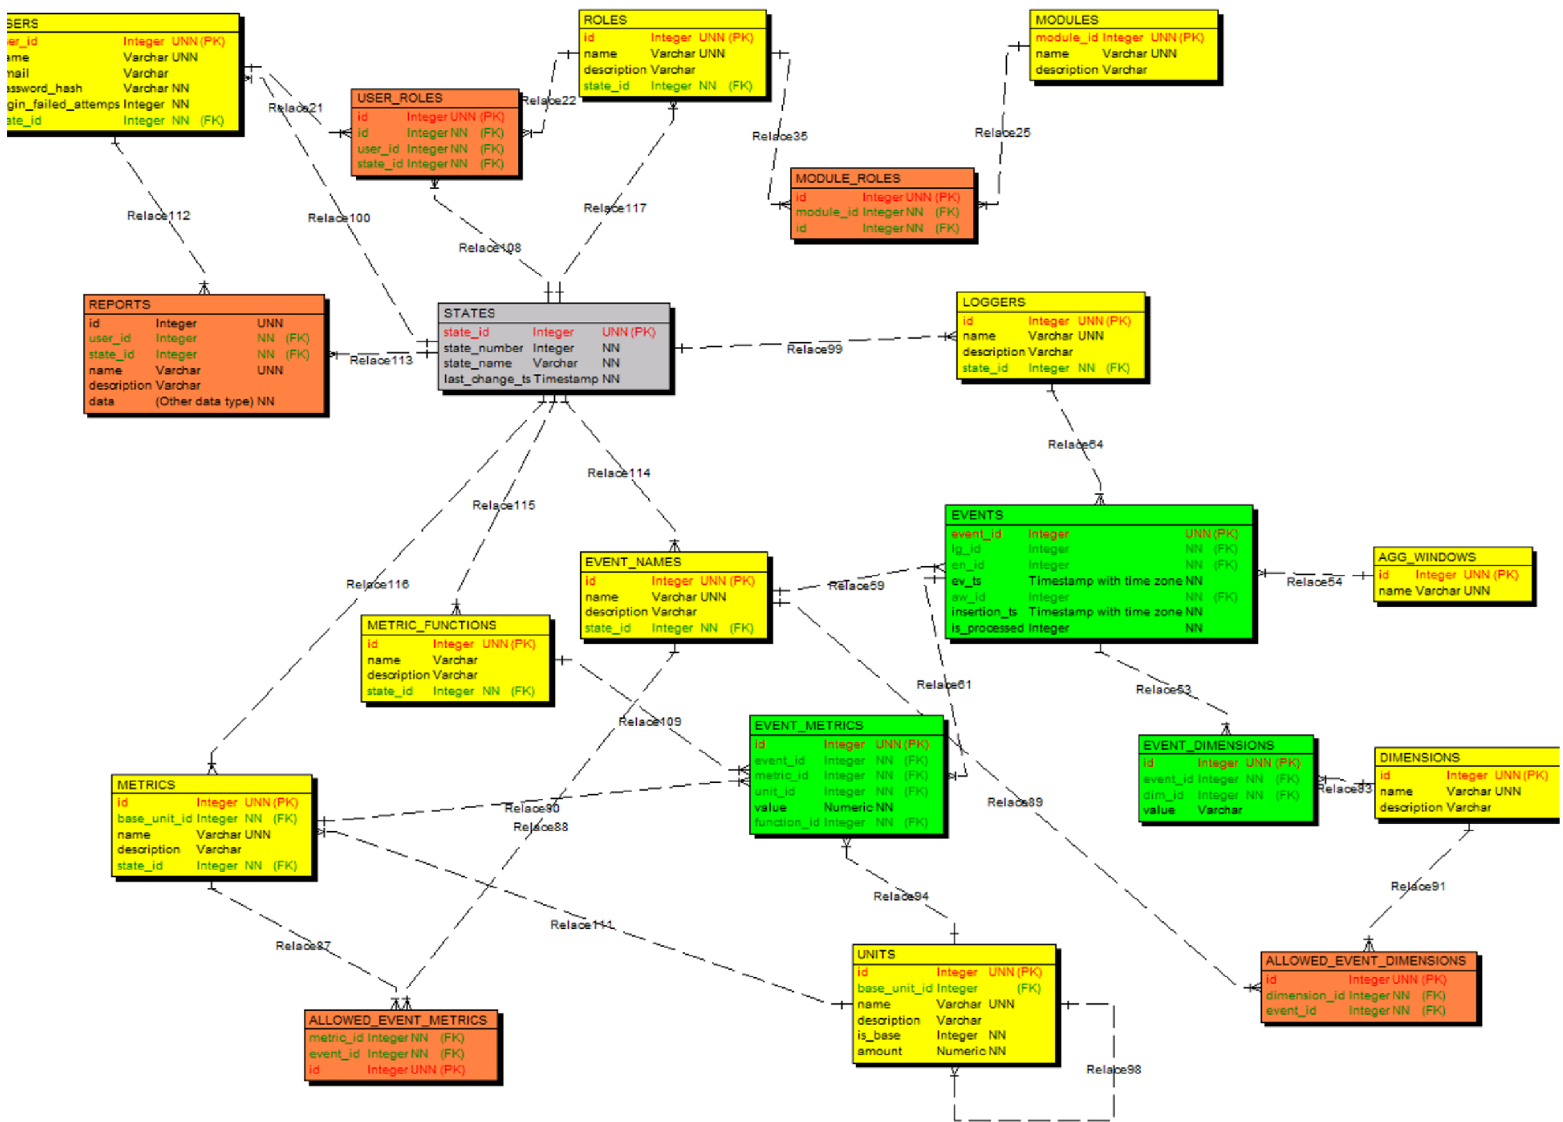 SERS
er_id Integer UNN (PK)
ame Varchar UNN
mail Varchar
assword_hash Varchar NN
gin_failed_attemps Integer NN
ate_id Integer NN (FK)
ROLES
id Integer UNN (PK)
name Varchar UNN
description Varchar
state_id Integer NN (FK)
MODULES
module_id Integer UNN (PK)
name Varchar UNN
description Varchar
USER_ROLES
id Integer UNN (PK)
id Integer NN (FK)
user_id Integer NN (FK)
state_id Integer NN (FK)
Relace21
Relace22
Relace35
Relace25
MODULE_ROLES
id Integer UNN (PK)
module_id Integer NN (FK)
id Integer NN (FK)
Relace112
Relace100
Relace108
Relace117
REPORTS
id Integer UNN
user_id Integer NN (FK)
state_id Integer NN (FK)
name Varchar UNN
description Varchar
data (Other data type) NN
Relace113
STATES
state_id Integer UNN (PK)
state_number Integer NN
state_name Varchar NN
last_change_ts Timestamp NN
Relace99
LOGGERS
id Integer UNN (PK)
name Varchar UNN
description Varchar
state_id Integer NN (FK)
Relace64
Relace114
Relace115
Relace116
EVENTS
event_id Integer UNN (PK)
lg_id Integer NN (FK)
en_id Integer NN (FK)
ev_ts Timestamp with time zone NN
aw_id Integer NN (FK)
insertion_ts Timestamp with time zone NN
is_processed Integer NN
EVENT_NAMES
id Integer UNN (PK)
name Varchar UNN
description Varchar
state_id Integer NN (FK)
Relace59
Relace54
AGG_WINDOWS
id Integer UNN (PK)
name Varchar UNN
METRIC_FUNCTIONS
id Integer UNN (PK)
name Varchar
description Varchar
state_id Integer NN (FK)
Relace61
Relace53
Relace109
EVENT_METRICS
id Integer UNN (PK)
event_id Integer NN (FK)
metric_id Integer NN (FK)
unit_id Integer NN (FK)
value Numeric NN
function_id Integer NN (FK)
EVENT_DIMENSIONS
id Integer UNN (PK)
event_id Integer NN (FK)
dim_id Integer NN (FK)
value Varchar
Relace83
DIMENSIONS
id Integer UNN (PK)
name Varchar UNN
description Varchar
METRICS
id Integer UNN (PK)
base_unit_id Integer NN (FK)
name Varchar UNN
description Varchar
state_id Integer NN (FK)
Relace90
Relace88
Relace89
Relace94
Relace91
Relace111
Relace87
UNITS
id Integer UNN (PK)
base_unit_id Integer (FK)
name Varchar UNN
description Varchar
is_base Integer NN
amount Numeric NN
Relace98
ALLOWED_EVENT_DIMENSIONS
id Integer UNN (PK)
dimension_id Integer NN (FK)
event_id Integer NN (FK)
ALLOWED_EVENT_METRICS
metric_id Integer NN (FK)
event_id Integer NN (FK)
id Integer UNN (PK)